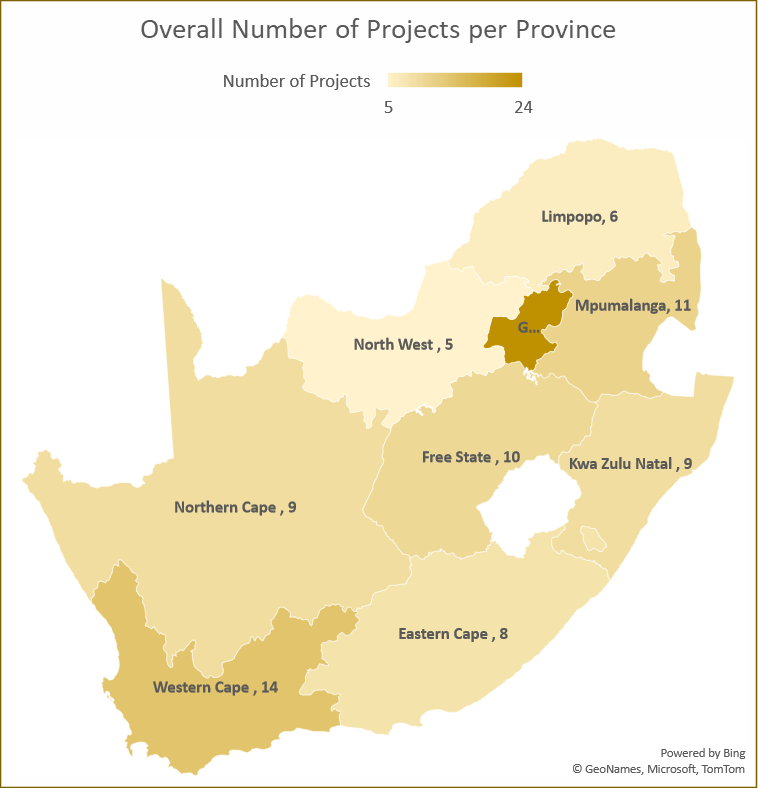 Overall Number of Projects per Province
Number of Projects
5 24
Limpopo, 6
Mpumalanga, 11
G...
North West , 5
Free State , 10
Kwa Zulu Natal , 9
Northern Cape , 9
Eastern Cape , 8
Western Cape , 14
Powered by Bing
© GeoNames, Microsoft, TomTom